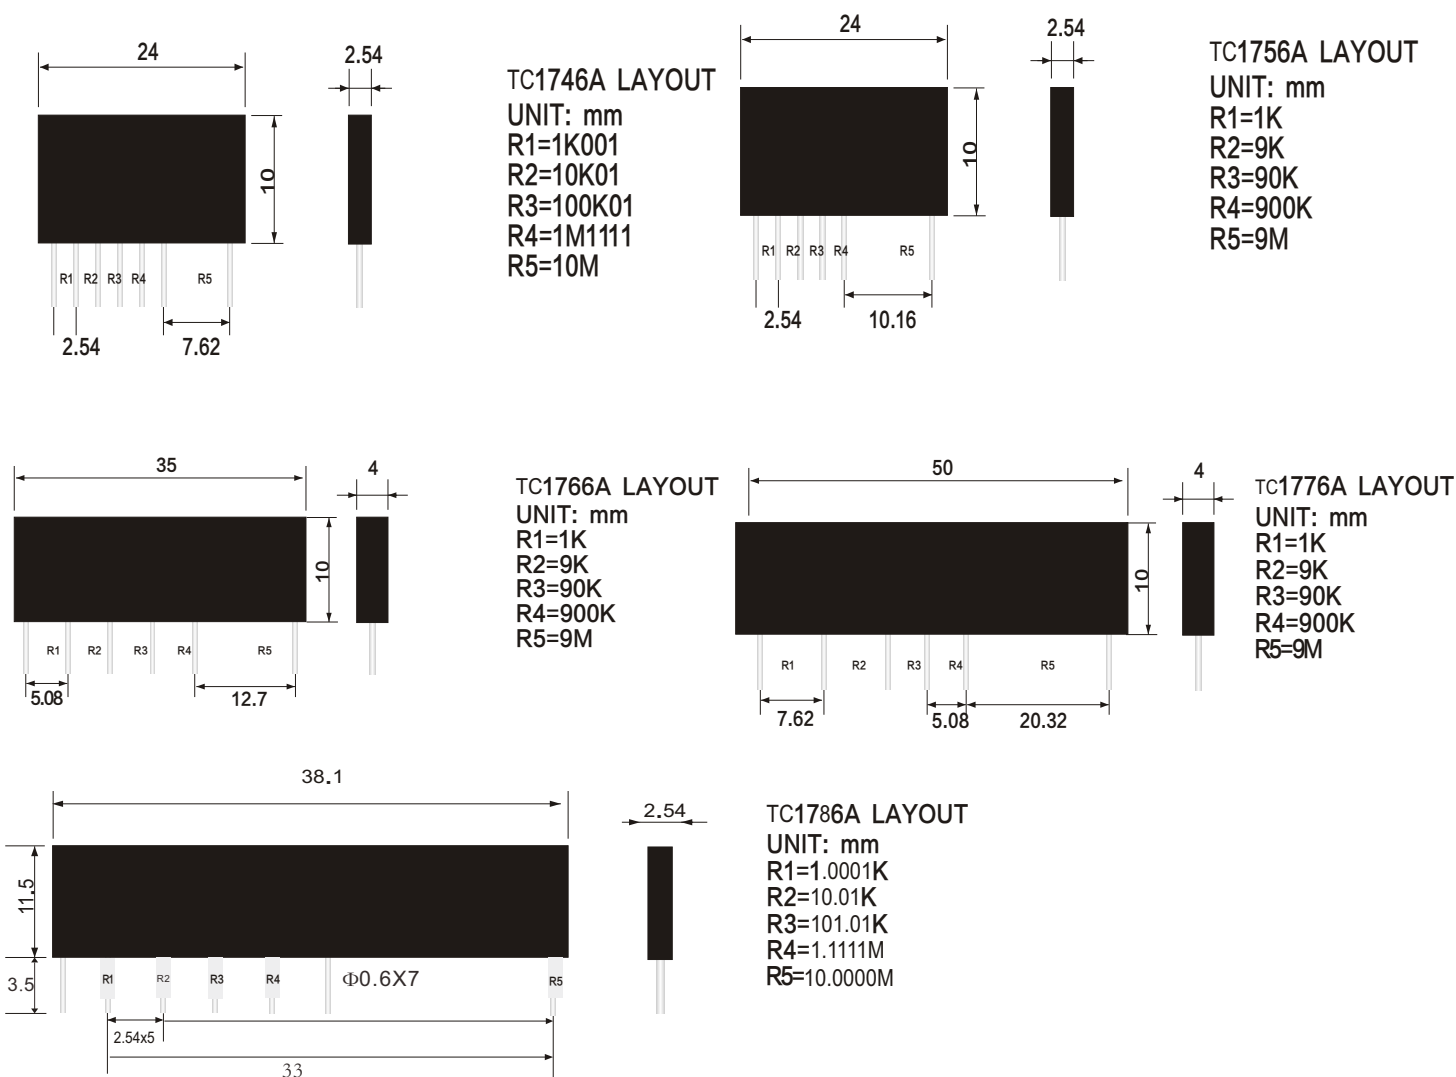 24
2.54
10
R1 R2 R3 R4 R5
2.54
7.62
TC1746A LAYOUT
UNIT: mm
R1=1K001
R2=10K01
R3=100K01
R4=1M1111
R5=10M
24
2.54
10
R1 R2 R3 R4 R5
2.54
10.16
TC1756A LAYOUT
UNIT: mm
R1=1K
R2=9K
R3=90K
R4=900K
R5=9M
35
4
10
R1 R2 R3 R4 R5
5.08
12.7
TC1766A LAYOUT
UNIT: mm
R1=1K
R2=9K
R3=90K
R4=900K
R5=9M
50
4
10
R1 R2 R3 R4 R5
7.62
5.08
20.32
TC1776A LAYOUT
UNIT: mm
R1=1K
R2=9K
R3=90K
R4=900K
R5=9M
38.1
2.54
11.5
3.5
R1 R2 R3 R4 Φ0.6X7 R5
2.54x5
33
TC1786A LAYOUT
UNIT: mm
R1=1.0001K
R2=10.01K
R3=101.01K
R4=1.1111M
R5=10.0000M